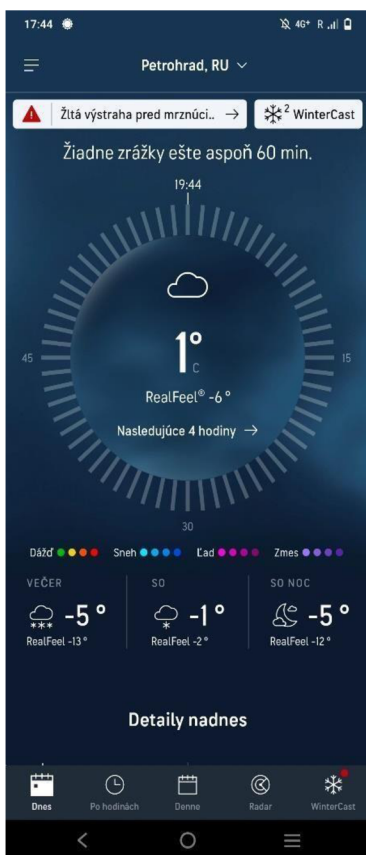 17:44 4G+ R
Petrohrad, RU
Žltá výstraha pred mrznúci.. → 2 WinterCast
Žiadne zrážky ešte aspoň 60 min.
19:44
45 15
1°
C
RealFeel® -6°
Nasledujúce 4 hodiny →
30
Dážď Sneh Ľad Zmes
VEČER SO SO NOC
-5° -1° -5°
RealFeel -13° RealFeel -2° RealFeel -12°
Detaily nadnes
Dnes Po hodinách Denne Radar WinterCast